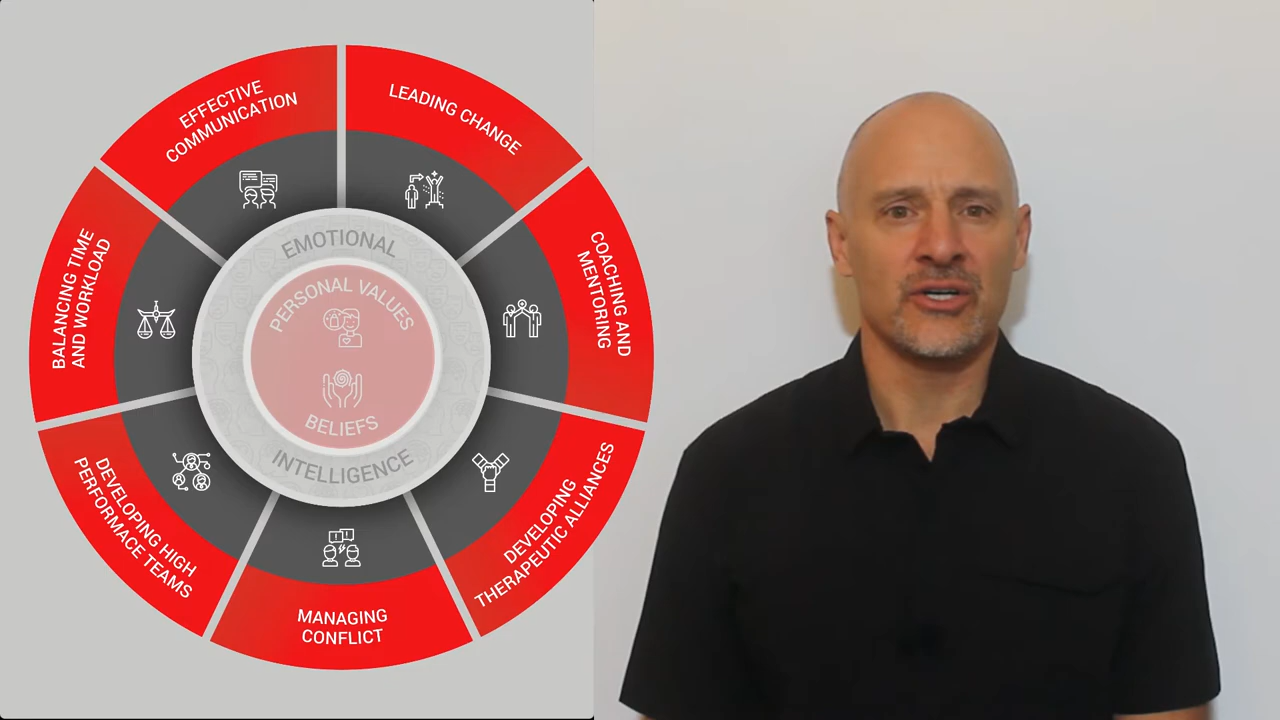 EFFECTIVE
COMMUNICATION
LEADING CHANGE
COACHING AND
MENTORING
DEVELOPING
THERAPEUTIC ALLIANCES
MANAGING
CONFLICT
DEVELOPING HIGH
PERFORMACE TEAMS
BALANCING TIME
AND WORKLOAD
EMOTIONAL
INTELLIGENCE
PERSONAL VALUES
BELIEFS